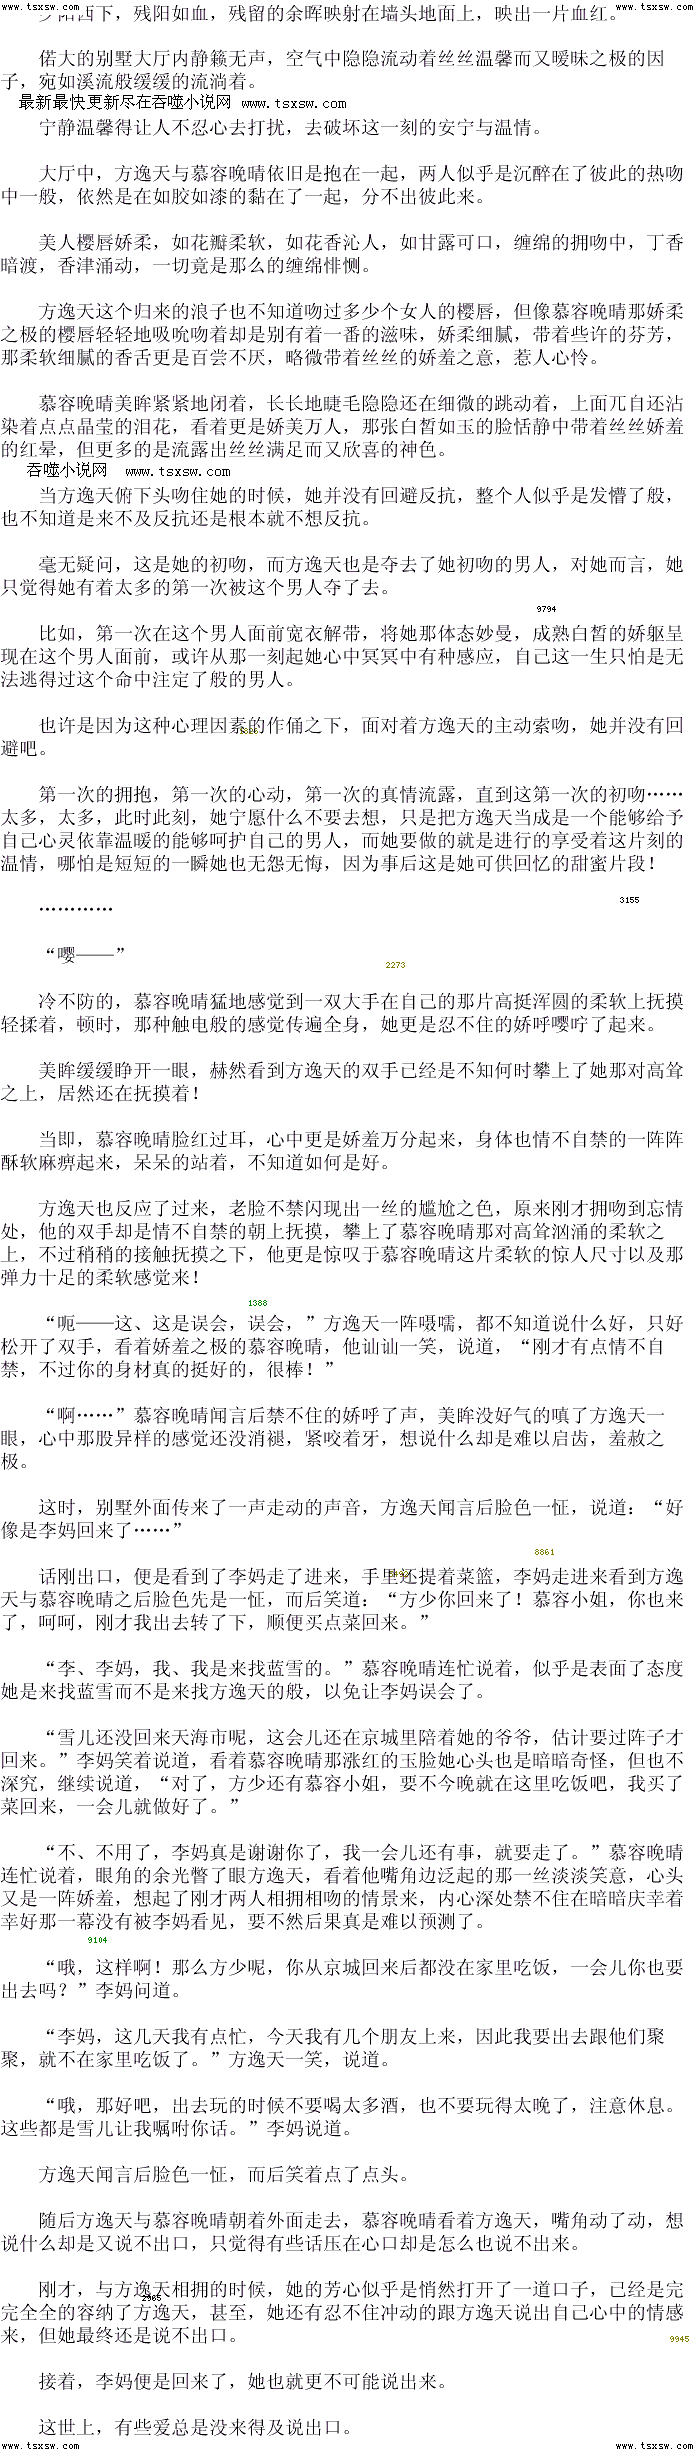 www.tsxsw.com www.tsxsw.com
夕阳西下，残阳如血，残留的余晖映射在墙头地面上，映出一片血红。
偌大的别墅大厅内静籁无声，空气中隐隐流动着丝丝温馨而又暧昧之极的因
子，宛如溪流般缓缓的流淌着。
最新最快更新尽在吞噬小说网 www.tsxsw.com
宁静温馨得让人不忍心去打扰，去破坏这一刻的安宁与温情。
大厅中，方逸天与慕容晚晴依旧是抱在一起，两人似乎是沉醉在了彼此的热吻
中一般，依然是在如胶如漆的黏在了一起，分不出彼此来。
美人樱唇娇柔，如花瓣柔软，如花香沁人，如甘露可口，缠绵的拥吻中，丁香
暗渡，香津涌动，一切竟是那么的缠绵悱恻。
方逸天这个归来的浪子也不知道吻过多少个女人的樱唇，但像慕容晚晴那娇柔
之极的樱唇轻轻地吸吮吻着却是别有着一番的滋味，娇柔细腻，带着些许的芬芳，
那柔软细腻的香舌更是百尝不厌，略微带着丝丝的娇羞之意，惹人心怜。
慕容晚晴美眸紧紧地闭着，长长地睫毛隐隐还在细微的跳动着，上面兀自还沾
染着点点晶莹的泪花，看着更是娇美万人，那张白皙如玉的脸恬静中带着丝丝娇羞
的红晕，但更多的是流露出丝丝满足而又欣喜的神色。
吞噬小说网 www.tsxsw.com
当方逸天俯下头吻住她的时候，她并没有回避反抗，整个人似乎是发懵了般，
也不知道是来不及反抗还是根本就不想反抗。
毫无疑问，这是她的初吻，而方逸天也是夺去了她初吻的男人，对她而言，她
只觉得她有着太多的第一次被这个男人夺了去。
9794
比如，第一次在这个男人面前宽衣解带，将她那体态妙曼，成熟白皙的娇躯呈
现在这个男人面前，或许从那一刻起她心中冥冥中有种感应，自己这一生只怕是无
法逃得过这个命中注定了般的男人。
也许是因为这种心理因素的作俑之下，面对着方逸天的主动索吻，她并没有回
避吧。
第一次的拥抱，第一次的心动，第一次的真情流露，直到这第一次的初吻……
太多，太多，此时此刻，她宁愿什么不要去想，只是把方逸天当成是一个能够给予
自己心灵依靠温暖的能够呵护自己的男人，而她要做的就是进行的享受着这片刻的
温情，哪怕是短短的一瞬她也无怨无悔，因为事后这是她可供回忆的甜蜜片段！
3155
…………
“嘤——”
2273
冷不防的，慕容晚晴猛地感觉到一双大手在自己的那片高挺浑圆的柔软上抚摸
轻揉着，顿时，那种触电般的感觉传遍全身，她更是忍不住的娇呼嘤咛了起来。
美眸缓缓睁开一眼，赫然看到方逸天的双手已经是不知何时攀上了她那对高耸
之上，居然还在抚摸着！
当即，慕容晚晴脸红过耳，心中更是娇羞万分起来，身体也情不自禁的一阵阵
酥软麻痹起来，呆呆的站着，不知道如何是好。
方逸天也反应了过来，老脸不禁闪现出一丝的尴尬之色，原来刚才拥吻到忘情
处，他的双手却是情不自禁的朝上抚摸，攀上了慕容晚晴那对高耸汹涌的柔软之
上，不过稍稍的接触抚摸之下，他更是惊叹于慕容晚晴这片柔软的惊人尺寸以及那
弹力十足的柔软感觉来！
1388
“呃——这、这是误会，误会，”方逸天一阵嗫嚅，都不知道说什么好，只好
松开了双手，看着娇羞之极的慕容晚晴，他讪讪一笑，说道，“刚才有点情不自
禁，不过你的身材真的挺好的，很棒！”
“啊……”慕容晚晴闻言后禁不住的娇呼了声，美眸没好气的嗔了方逸天一
眼，心中那股异样的感觉还没消褪，紧咬着牙，想说什么却是难以启齿，羞赧之
极。
这时，别墅外面传来了一声走动的声音，方逸天闻言后脸色一怔，说道：“好
像是李妈回来了……”
8861
话刚出口，便是看到了李妈走了进来，手里还提着菜篮，李妈走进来看到方逸
天与慕容晚晴之后脸色先是一怔，而后笑道：“方少你回来了！慕容小姐，你也来
了，呵呵，刚才我出去转了下，顺便买点菜回来。”
“李、李妈，我、我是来找蓝雪的。”慕容晚晴连忙说着，似乎是表面了态度
她是来找蓝雪而不是来找方逸天的般，以免让李妈误会了。
“雪儿还没回来天海市呢，这会儿还在京城里陪着她的爷爷，估计要过阵子才
回来。”李妈笑着说道，看着慕容晚晴那涨红的玉脸她心头也是暗暗奇怪，但也不
深究，继续说道，“对了，方少还有慕容小姐，要不今晚就在这里吃饭吧，我买了
菜回来，一会儿就做好了。”
“不、不用了，李妈真是谢谢你了，我一会儿还有事，就要走了。”慕容晚晴
连忙说着，眼角的余光瞥了眼方逸天，看着他嘴角边泛起的那一丝淡淡笑意，心头
又是一阵娇羞，想起了刚才两人相拥相吻的情景来，内心深处禁不住在暗暗庆幸着
幸好那一幕没有被李妈看见，要不然后果真是难以预测了。
9104
“哦，这样啊！那么方少呢，你从京城回来后都没在家里吃饭，一会儿你也要
出去吗？”李妈问道。
“李妈，这几天我有点忙，今天我有几个朋友上来，因此我要出去跟他们聚
聚，就不在家里吃饭了。”方逸天一笑，说道。
“哦，那好吧，出去玩的时候不要喝太多酒，也不要玩得太晚了，注意休息。
这些都是雪儿让我嘱咐你话。”李妈说道。
方逸天闻言后脸色一怔，而后笑着点了点头。
随后方逸天与慕容晚晴朝着外面走去，慕容晚晴看着方逸天，嘴角动了动，想
说什么却是又说不出口，只觉得有些话压在心口却是怎么也说不出来。
刚才，与方逸天相拥的时候，她的芳心似乎是悄然打开了一道口子，已经是完
2965
完全全的容纳了方逸天，甚至，她还有忍不住冲动的跟方逸天说出自己心中的情感
来，但她最终还是说不出口。
9945
接着，李妈便是回来了，她也就更不可能说出来。
这世上，有些爱总是没来得及说出口。
www.tsxsw.com www.tsxsw.com